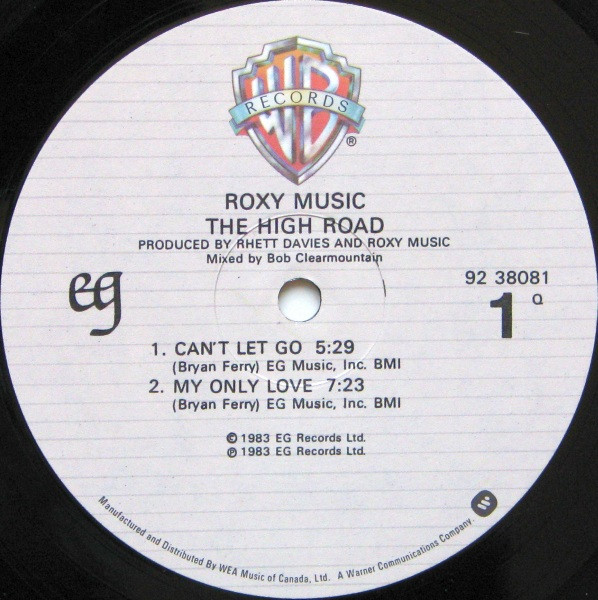 WB
RECORDS
®
ROXY MUSIC
THE HIGH ROAD
PRODUCED BY RHETT DAVIES AND ROXY MUSIC
Mixed by Bob Clearmountain
eg
92 38081
1 Q
1. CAN'T LET GO 5:29
(Bryan Ferry) EG Music, Inc. BMI
2. MY ONLY LOVE 7:23
(Bryan Ferry) EG Music, Inc. BMI
© 1983 EG Records Ltd.
℗ 1983 EG Records Ltd.
Manufactured and Distributed By WEA Music of Canada, Ltd. A Warner Communications Company.